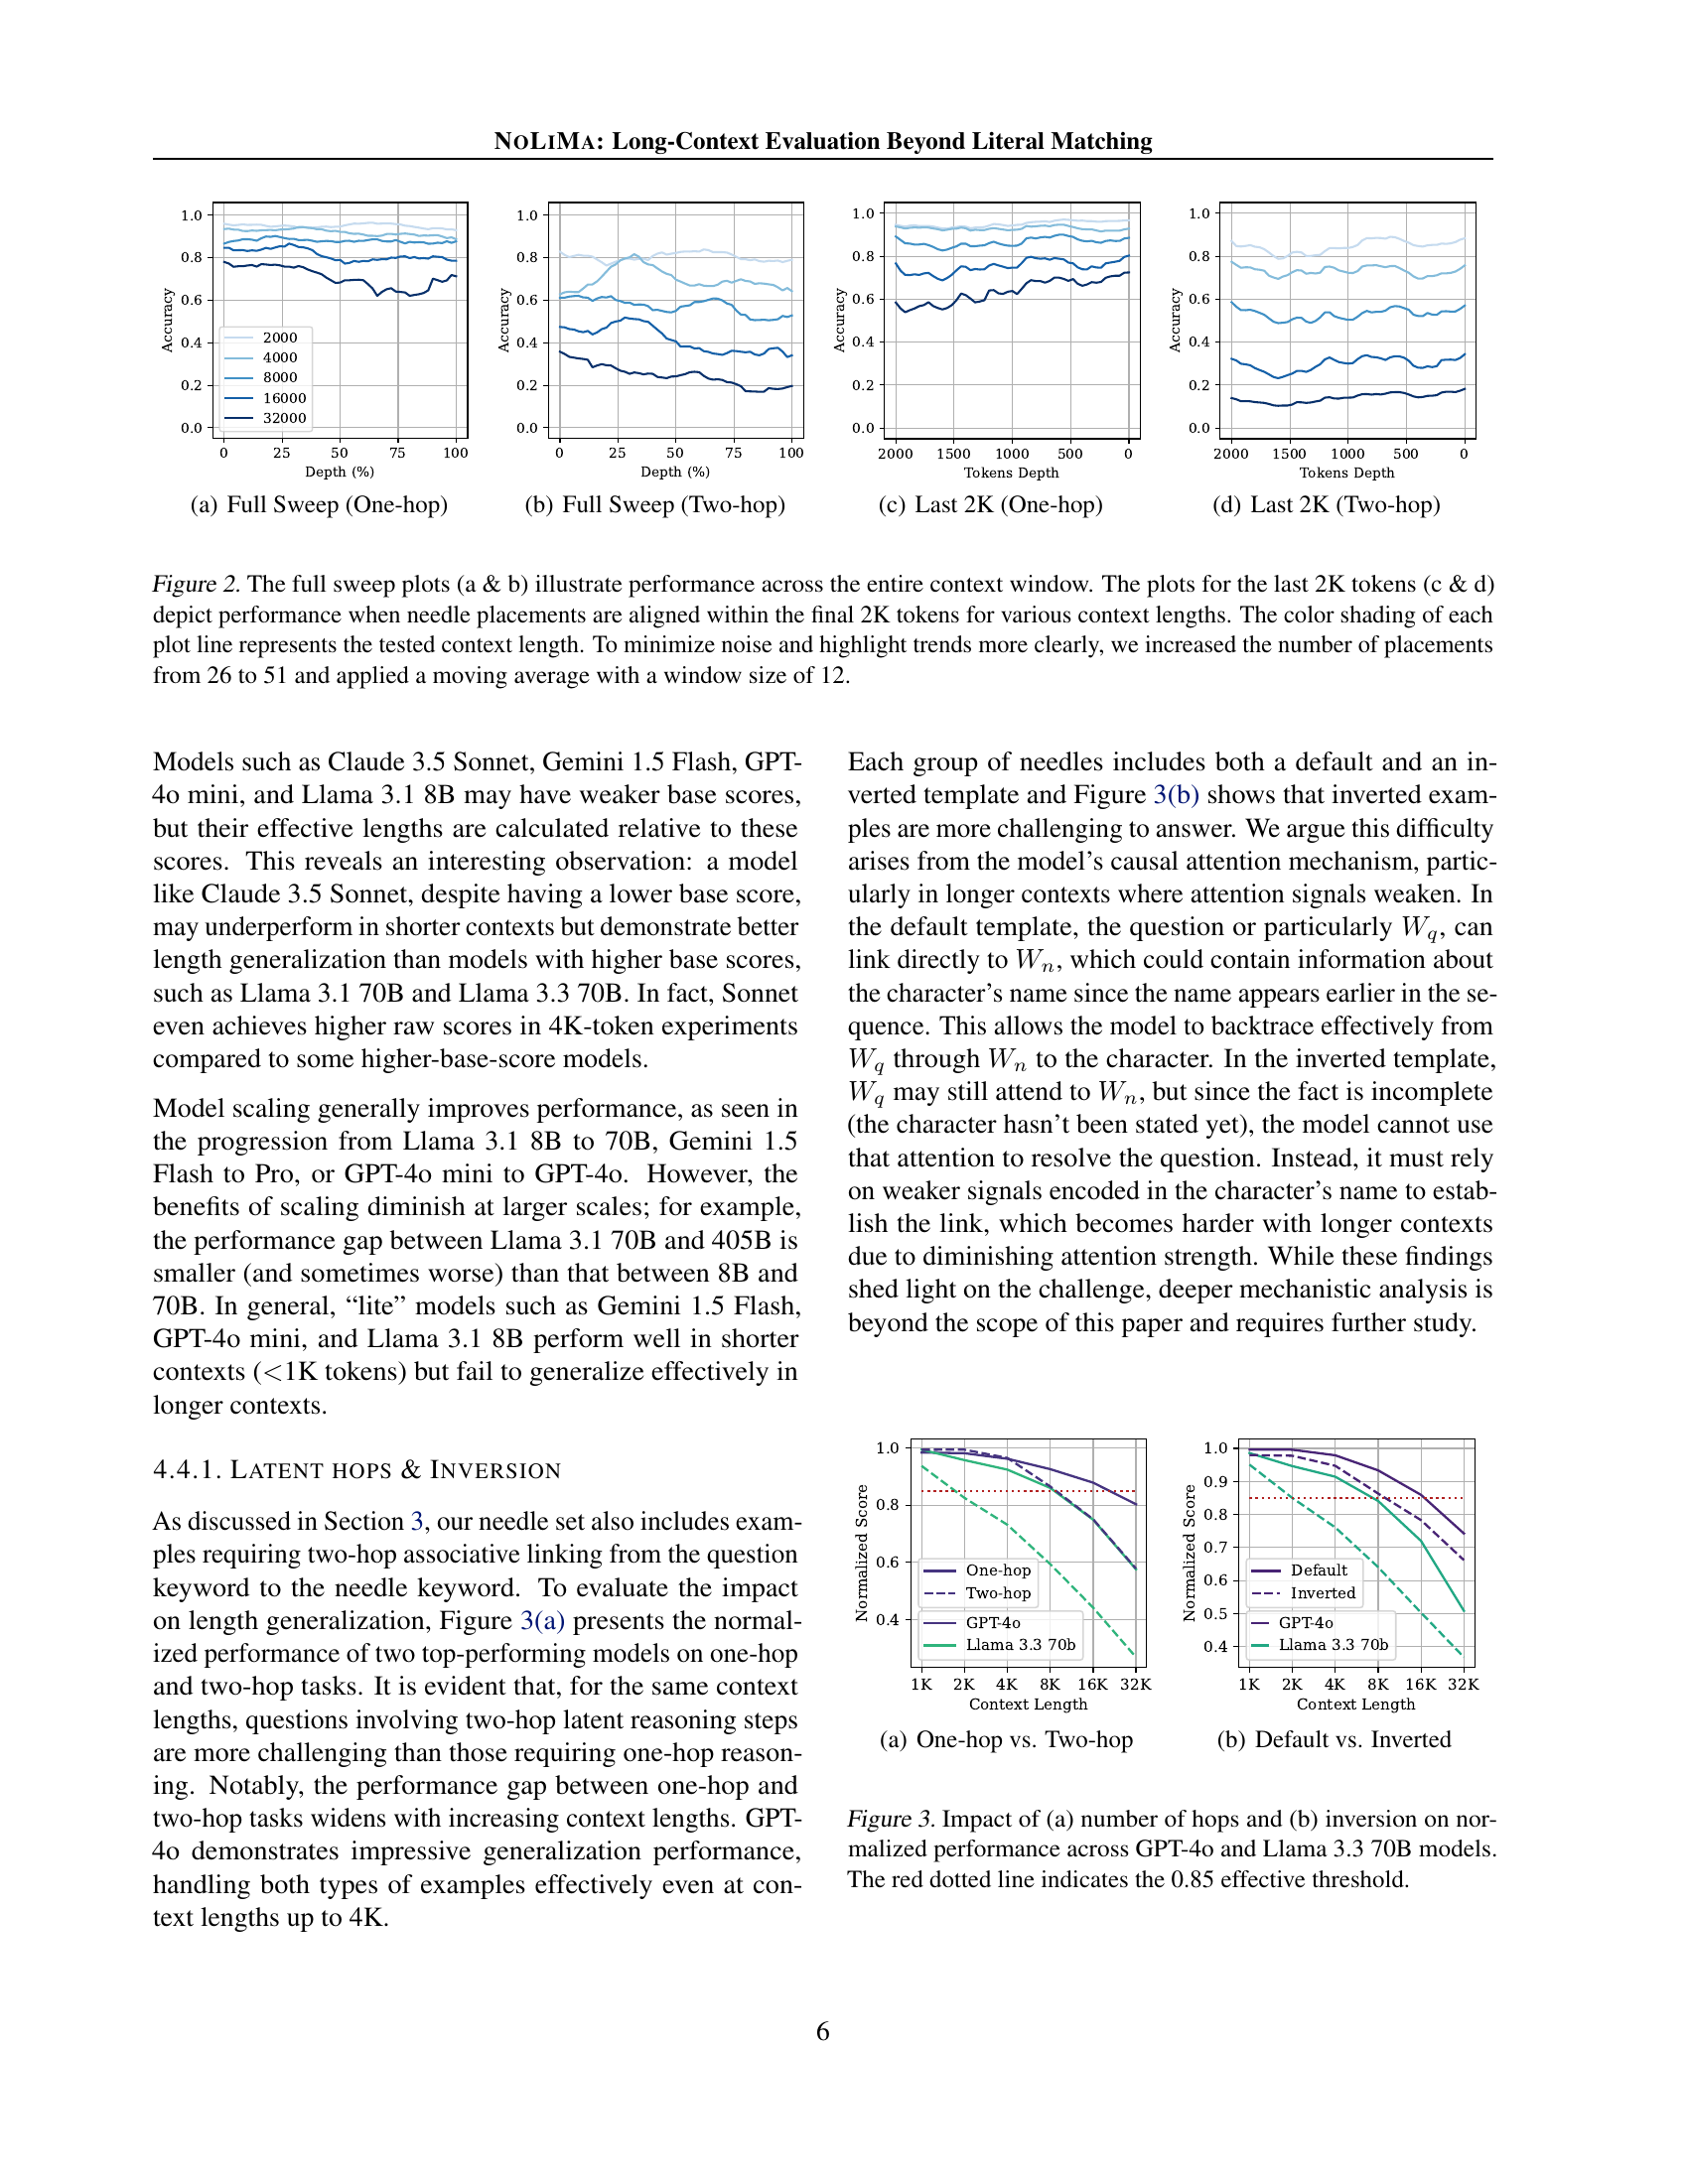 NOLIMA: Long-Context Evaluation Beyond Literal Matching
1.0
0.8
0.6
0.4
0.2
0.0
Accuracy
2000
4000
8000
16000
32000
0 25 50 75 100
Depth (%)
(a) Full Sweep (One-hop)
1.0
0.8
0.6
0.4
0.2
0.0
Accuracy
0 25 50 75 100
Depth (%)
(b) Full Sweep (Two-hop)
1.0
0.8
0.6
0.4
0.2
0.0
Accuracy
2000 1500 1000 500 0
Tokens Depth
(c) Last 2K (One-hop)
1.0
0.8
0.6
0.4
0.2
0.0
Accuracy
2000 1500 1000 500 0
Tokens Depth
(d) Last 2K (Two-hop)
Figure 2. The full sweep plots (a & b) illustrate performance across the entire context window. The plots for the last 2K tokens (c & d)
depict performance when needle placements are aligned within the final 2K tokens for various context lengths. The color shading of each
plot line represents the tested context length. To minimize noise and highlight trends more clearly, we increased the number of placements
from 26 to 51 and applied a moving average with a window size of 12.
Models such as Claude 3.5 Sonnet, Gemini 1.5 Flash, GPT-
4o mini, and Llama 3.1 8B may have weaker base scores,
but their effective lengths are calculated relative to these
scores. This reveals an interesting observation: a model
like Claude 3.5 Sonnet, despite having a lower base score,
may underperform in shorter contexts but demonstrate better
length generalization than models with higher base scores,
such as Llama 3.1 70B and Llama 3.3 70B. In fact, Sonnet
even achieves higher raw scores in 4K-token experiments
compared to some higher-base-score models.
Model scaling generally improves performance, as seen in
the progression from Llama 3.1 8B to 70B, Gemini 1.5
Flash to Pro, or GPT-4o mini to GPT-4o. However, the
benefits of scaling diminish at larger scales; for example,
the performance gap between Llama 3.1 70B and 405B is
smaller (and sometimes worse) than that between 8B and
70B. In general, “lite” models such as Gemini 1.5 Flash,
GPT-4o mini, and Llama 3.1 8B perform well in shorter
contexts (<1K tokens) but fail to generalize effectively in
longer contexts.
4.4.1. LATENT HOPS & INVERSION
As discussed in Section 3, our needle set also includes exam-
ples requiring two-hop associative linking from the question
keyword to the needle keyword. To evaluate the impact
on length generalization, Figure 3(a) presents the normal-
ized performance of two top-performing models on one-hop
and two-hop tasks. It is evident that, for the same context
lengths, questions involving two-hop latent reasoning steps
are more challenging than those requiring one-hop reason-
ing. Notably, the performance gap between one-hop and
two-hop tasks widens with increasing context lengths. GPT-
4o demonstrates impressive generalization performance,
handling both types of examples effectively even at con-
text lengths up to 4K.
Each group of needles includes both a default and an in-
verted template and Figure 3(b) shows that inverted exam-
ples are more challenging to answer. We argue this difficulty
arises from the model’s causal attention mechanism, partic-
ularly in longer contexts where attention signals weaken. In
the default template, the question or particularly Wq, can
link directly to Wn, which could contain information about
the character’s name since the name appears earlier in the se-
quence. This allows the model to backtrace effectively from
Wq through Wn to the character. In the inverted template,
Wq may still attend to Wn, but since the fact is incomplete
(the character hasn’t been stated yet), the model cannot use
that attention to resolve the question. Instead, it must rely
on weaker signals encoded in the character’s name to estab-
lish the link, which becomes harder with longer contexts
due to diminishing attention strength. While these findings
shed light on the challenge, deeper mechanistic analysis is
beyond the scope of this paper and requires further study.
1.0
0.8
0.6
0.4
Normalized Score
One-hop
Two-hop
GPT-4o
Llama 3.3 70b
1K 2K 4K 8K 16K 32K
Context Length
(a) One-hop vs. Two-hop
1.0
0.9
0.8
0.7
0.6
0.5
0.4
Normalized Score
Default
Inverted
GPT-4o
Llama 3.3 70b
1K 2K 4K 8K 16K 32K
Context Length
(b) Default vs. Inverted
Figure 3. Impact of (a) number of hops and (b) inversion on nor-
malized performance across GPT-4o and Llama 3.3 70B models.
The red dotted line indicates the 0.85 effective threshold.
6